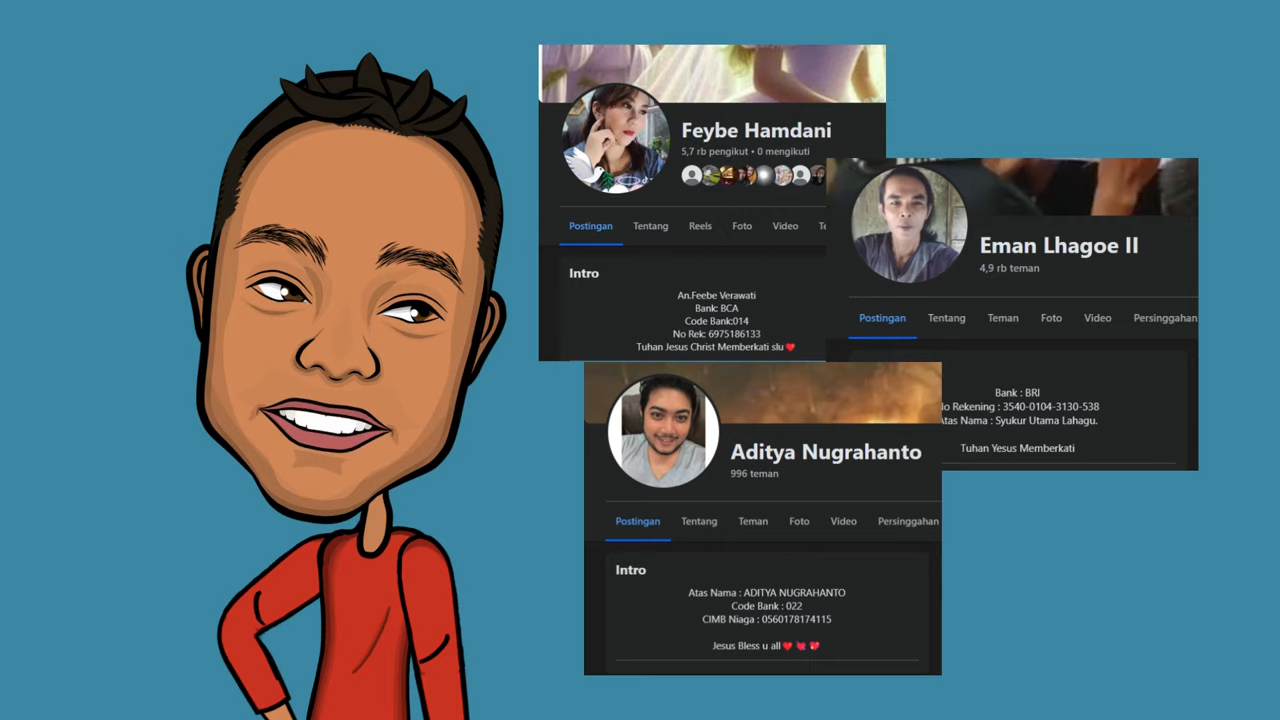 Feybe Hamdani
5,7 rb pengikut • 0 mengikuti
Postingan Tentang Reels Foto Video
Intro
An.Feebe Verawati
Bank: BCA
Code Bank:014
No Rek: 6975186133
Tuhan Jesus Christ Memberkati slu❤️
Eman Lhagoe II
4,9 rb teman
Postingan Tentang Teman Foto Video Persinggahan
Bank : BRI
Rekening : 3540-0104-3130-538
Nama : Syukur Utama Lahagu.
Tuhan Yesus Memberkati
Aditya Nugrahanto
996 teman
Postingan Tentang Teman Foto Video Persinggahan
Intro
Atas Nama : ADITYA NUGRAHANTO
Code Bank : 022
CIMB Niaga : 0560178174115
Jesus Bless u all❤️💘💖